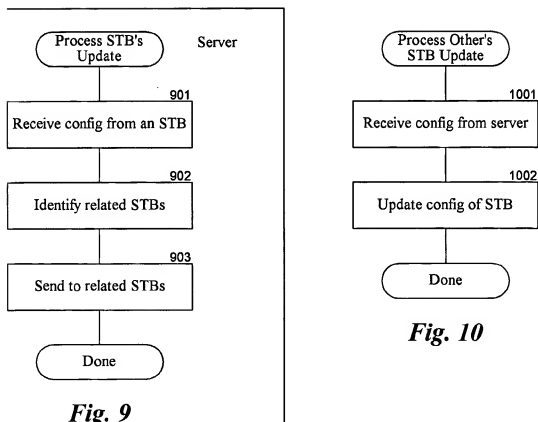 Process STB's
Update
Server
901
Receive config from an STB
902
Identify related STBs
903
Send to related STBs
Done
Fig. 9
Process Other's
STB Update
1001
Receive config from server
1002
Update config of STB
Done
Fig. 10